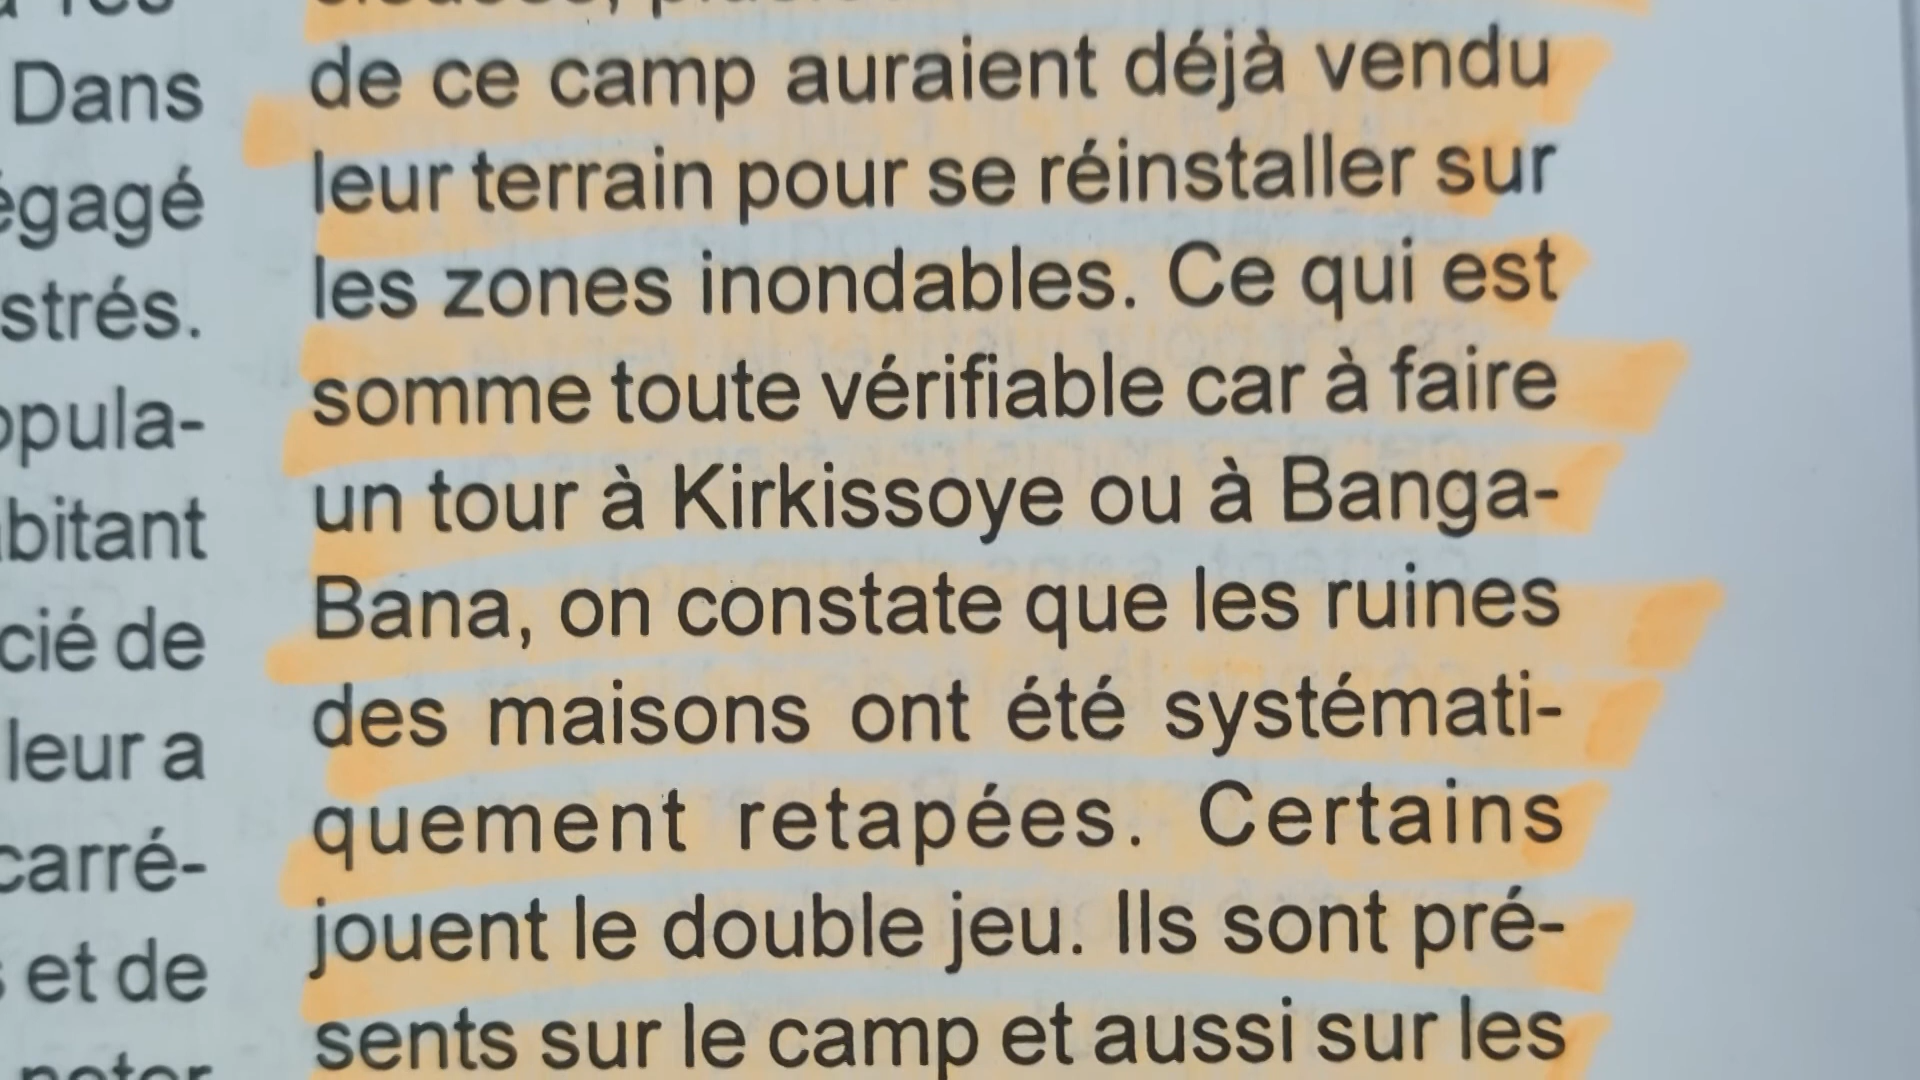 Dans
égagé
strés.
opula-
bitant
cié de
leur a
carré-
et de
de ce camp auraient déjà vendu
leur terrain pour se réinstaller sur
les zones inondables. Ce qui est
somme toute vérifiable car à faire
un tour à Kirkissoye ou à Banga-
Bana, on constate que les ruines
des maisons ont été systémati-
quement retapées. Certains
jouent le double jeu. Ils sont pré-
sents sur le camp et aussi sur les